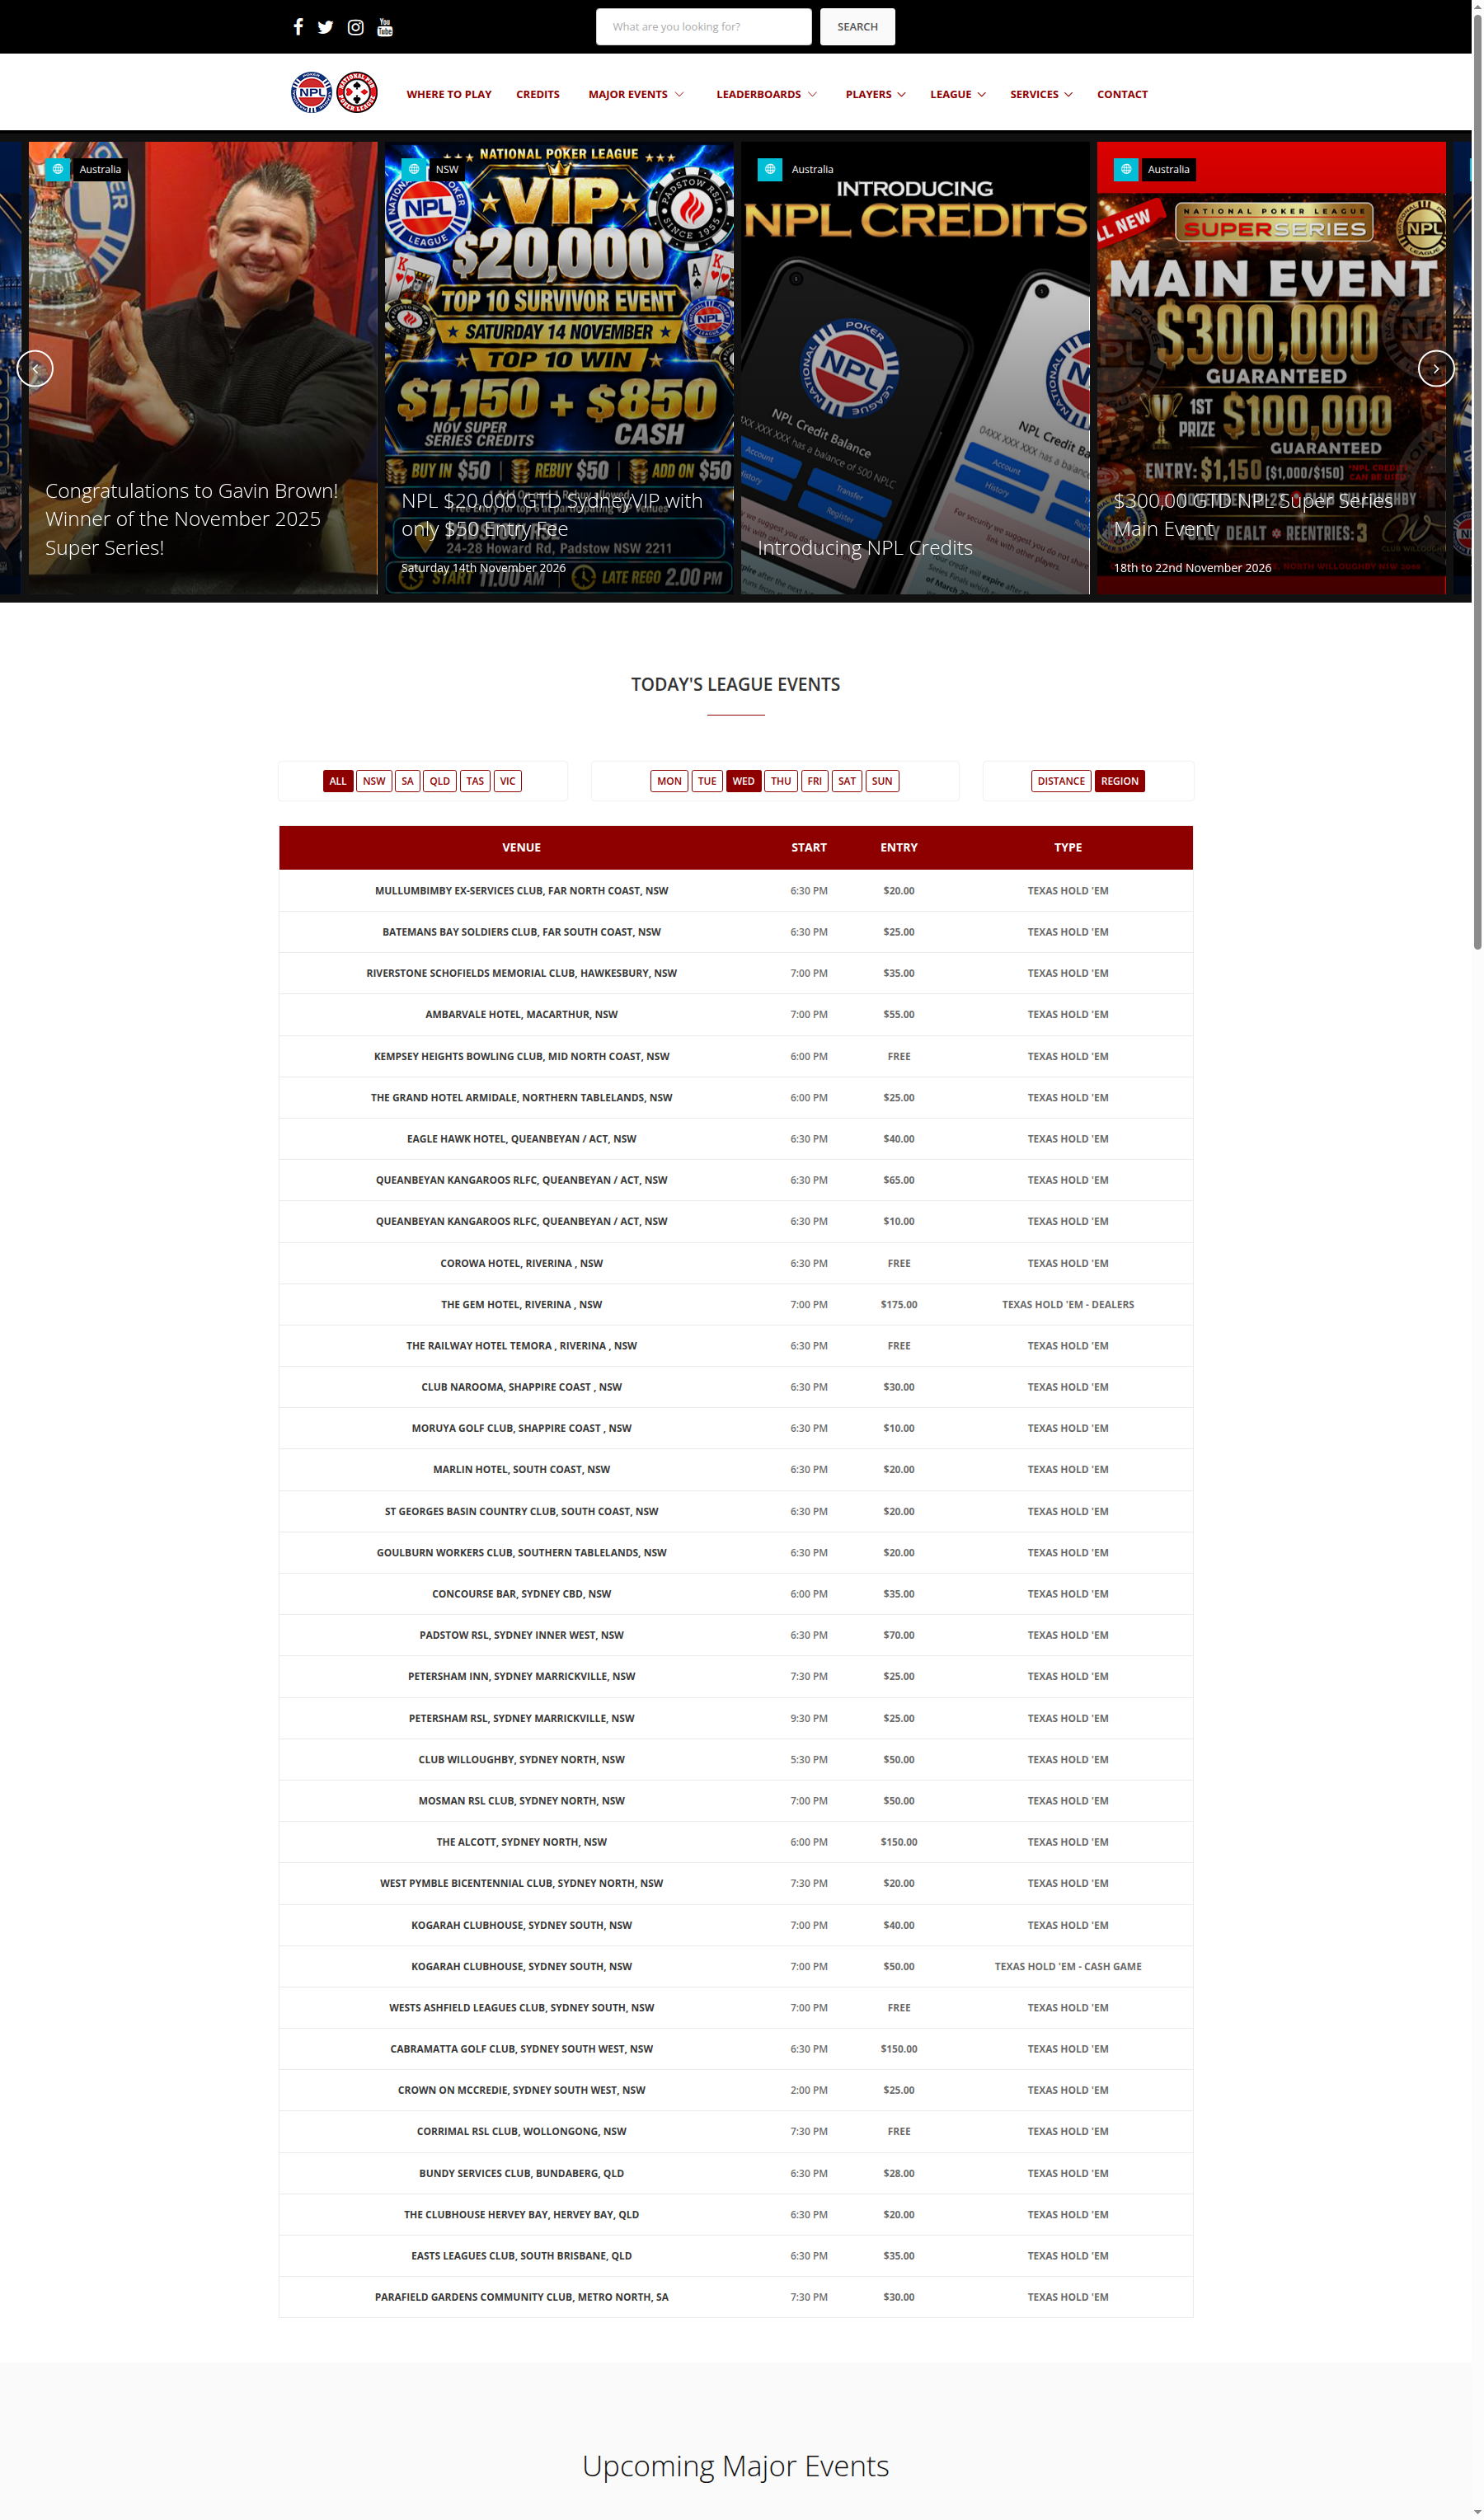 What are you looking for?
SEARCH
NPL
WHERE TO PLAY
CREDITS
MAJOR EVENTS
LEADERBOARDS
PLAYERS
LEAGUE
SERVICES
CONTACT
Australia
Congratulations to Gavin Brown!
Winner of the November 2025
Super Series!
NSW
NATIONAL POKER LEAGUE
VIP
$20,000
TOP 10 SURVIVOR EVENT
SATURDAY 14 NOVEMBER
TOP 10 WIN
$1,150 + $850
NOV SUPER
SERIES CREDITS
CASH
BUY IN $50 | REBUY $50 | ADD ON $50
NPL $20,000 GTD Sydney VIP with
only $50 Entry Fee
24-28 Howard Rd, Padstow NSW 2211
Saturday 14th November 2026
START 11.00 AM
LATE REGO 2.00 PM
Australia
INTRODUCING
NPL CREDITS
NPL Credit Balance
04XX XXX XXX has a balance of 500 NPLC
Account
Transfer
History
Register
Introducing NPL Credits
Australia
ALL NEW
NATIONAL POKER LEAGUE
SUPERSERIES
MAIN EVENT
$300,000
GUARANTEED
1ST
PRIZE
$100,000
GUARANTEED
ENTRY: $1,150 ($1,000/$150)
$300,00 GTD NPL Super Series
Main Event
DEALT
REENTRIES: 3
18th to 22nd November 2026
TODAY'S LEAGUE EVENTS
ALL NSW SA QLD TAS VIC
MON TUE WED THU FRI SAT SUN
DISTANCE REGION
VENUE START ENTRY TYPE
MULLUMBIMBY EX-SERVICES CLUB, FAR NORTH COAST, NSW 6:30 PM $20.00 TEXAS HOLD 'EM
BATEMANS BAY SOLDIERS CLUB, FAR SOUTH COAST, NSW 6:30 PM $25.00 TEXAS HOLD 'EM
RIVERSTONE SCHOFIELDS MEMORIAL CLUB, HAWKESBURY, NSW 7:00 PM $35.00 TEXAS HOLD 'EM
AMBARVALE HOTEL, MACARTHUR, NSW 7:00 PM $55.00 TEXAS HOLD 'EM
KEMPSEY HEIGHTS BOWLING CLUB, MID NORTH COAST, NSW 6:00 PM FREE TEXAS HOLD 'EM
THE GRAND HOTEL ARMIDALE, NORTHERN TABLELANDS, NSW 6:00 PM $25.00 TEXAS HOLD 'EM
EAGLE HAWK HOTEL, QUEANBEYAN / ACT, NSW 6:30 PM $40.00 TEXAS HOLD 'EM
QUEANBEYAN KANGAROOS RLFC, QUEANBEYAN / ACT, NSW 6:30 PM $65.00 TEXAS HOLD 'EM
QUEANBEYAN KANGAROOS RLFC, QUEANBEYAN / ACT, NSW 6:30 PM $10.00 TEXAS HOLD 'EM
COROWA HOTEL, RIVERINA , NSW 6:30 PM FREE TEXAS HOLD 'EM
THE GEM HOTEL, RIVERINA , NSW 7:00 PM $175.00 TEXAS HOLD 'EM - DEALERS
THE RAILWAY HOTEL TEMORA , RIVERINA , NSW 6:30 PM FREE TEXAS HOLD 'EM
CLUB NAROOMA, SHAPPIRE COAST , NSW 6:30 PM $30.00 TEXAS HOLD 'EM
MORUYA GOLF CLUB, SHAPPIRE COAST , NSW 6:30 PM $10.00 TEXAS HOLD 'EM
MARLIN HOTEL, SOUTH COAST, NSW 6:30 PM $20.00 TEXAS HOLD 'EM
ST GEORGES BASIN COUNTRY CLUB, SOUTH COAST, NSW 6:30 PM $20.00 TEXAS HOLD 'EM
GOULBURN WORKERS CLUB, SOUTHERN TABLELANDS, NSW 6:30 PM $20.00 TEXAS HOLD 'EM
CONCOURSE BAR, SYDNEY CBD, NSW 6:00 PM $35.00 TEXAS HOLD 'EM
PADSTOW RSL, SYDNEY INNER WEST, NSW 6:30 PM $70.00 TEXAS HOLD 'EM
PETERSHAM INN, SYDNEY MARRICKVILLE, NSW 7:30 PM $25.00 TEXAS HOLD 'EM
PETERSHAM RSL, SYDNEY MARRICKVILLE, NSW 9:30 PM $25.00 TEXAS HOLD 'EM
CLUB WILLOUGHBY, SYDNEY NORTH, NSW 5:30 PM $50.00 TEXAS HOLD 'EM
MOSMAN RSL CLUB, SYDNEY NORTH, NSW 7:00 PM $50.00 TEXAS HOLD 'EM
THE ALCOTT, SYDNEY NORTH, NSW 6:00 PM $150.00 TEXAS HOLD 'EM
WEST PYMBLE BICENTENNIAL CLUB, SYDNEY NORTH, NSW 7:30 PM $20.00 TEXAS HOLD 'EM
KOGARAH CLUBHOUSE, SYDNEY SOUTH, NSW 7:00 PM $40.00 TEXAS HOLD 'EM
KOGARAH CLUBHOUSE, SYDNEY SOUTH, NSW 7:00 PM $50.00 TEXAS HOLD 'EM - CASH GAME
WESTS ASHFIELD LEAGUES CLUB, SYDNEY SOUTH, NSW 7:00 PM FREE TEXAS HOLD 'EM
CABRAMATTA GOLF CLUB, SYDNEY SOUTH WEST, NSW 6:30 PM $150.00 TEXAS HOLD 'EM
CROWN ON MCCREDIE, SYDNEY SOUTH WEST, NSW 2:00 PM $25.00 TEXAS HOLD 'EM
CORRIMAL RSL CLUB, WOLLONGONG, NSW 7:30 PM FREE TEXAS HOLD 'EM
BUNDY SERVICES CLUB, BUNDABERG, QLD 6:30 PM $28.00 TEXAS HOLD 'EM
THE CLUBHOUSE HERVEY BAY, HERVEY BAY, QLD 6:30 PM $20.00 TEXAS HOLD 'EM
EASTS LEAGUES CLUB, SOUTH BRISBANE, QLD 6:30 PM $35.00 TEXAS HOLD 'EM
PARAFIELD GARDENS COMMUNITY CLUB, METRO NORTH, SA 7:30 PM $30.00 TEXAS HOLD 'EM
Upcoming Major Events